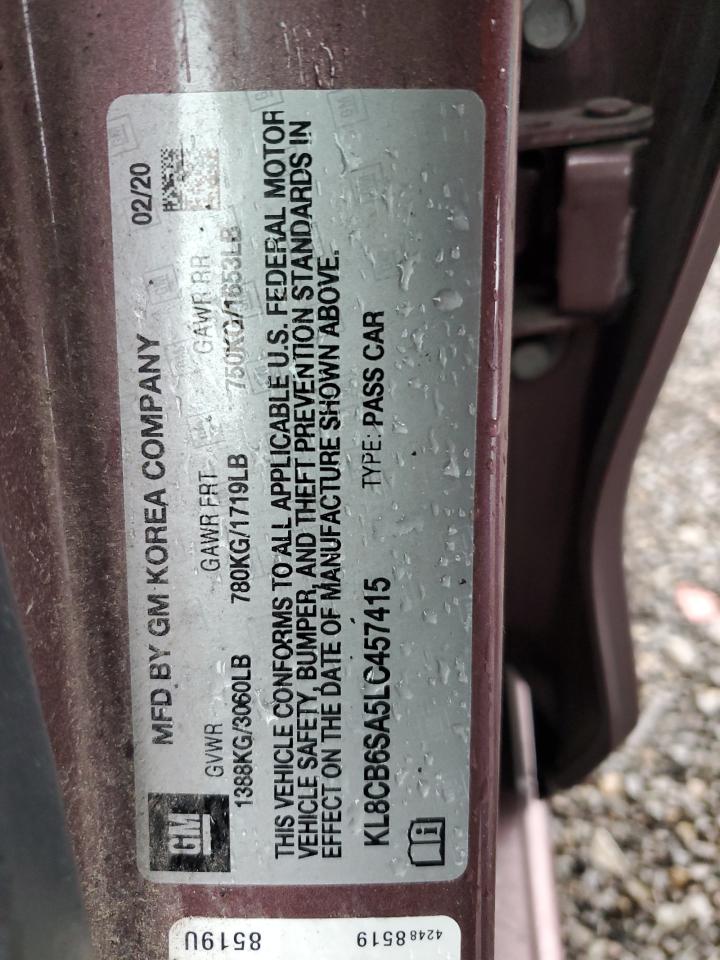 MFD BY GM KOREA COMPANY 02/20
GVWR GAWR FRT GAWR RR
1388KG/3060LB 780KG/1719LB 750KG/1653LB
THIS VEHICLE CONFORMS TO ALL APPLICABLE U.S. FEDERAL MOTOR
VEHICLE SAFETY, BUMPER, AND THEFT PREVENTION STANDARDS IN
EFFECT ON THE DATE OF MANUFACTURE SHOWN ABOVE.
KL8CB6SA5LC457415 TYPE: PASS CAR
GM
8519U
42488519